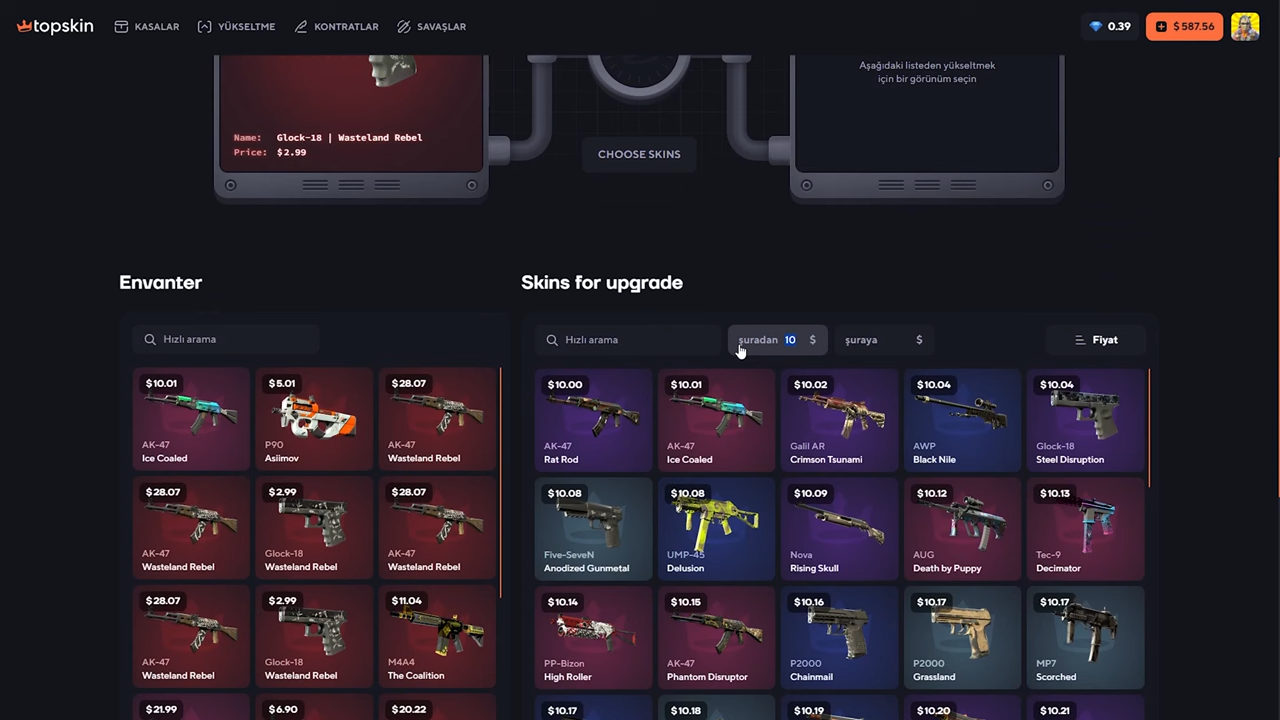 topskin
KASALAR
YÜKSELTME
KONTRATLAR
SAVAŞLAR
0.39
$ 587.56
Name: Glock-18 | Wasteland Rebel
Price: $2.99
CHOOSE SKINS
Aşağıdaki listeden yükseltmek
için bir görünüm seçin
Envanter
Hızlı arama
$10.01
AK-47
Ice Coaled
$5.01
P90
Asiimov
$28.07
AK-47
Wasteland Rebel
$28.07
AK-47
Wasteland Rebel
$2.99
Glock-18
Wasteland Rebel
$28.07
AK-47
Wasteland Rebel
$28.07
AK-47
Wasteland Rebel
$2.99
Glock-18
Wasteland Rebel
$11.04
M4A4
The Coalition
$21.99
$6.90
$20.22
Skins for upgrade
Hızlı arama
şuradan 10 $
şuraya $
Fiyat
$10.00
AK-47
Rat Rod
$10.01
AK-47
Ice Coaled
$10.02
Galil AR
Crimson Tsunami
$10.04
AWP
Black Nile
$10.04
Glock-18
Steel Disruption
$10.08
Five-SeveN
Anodized Gunmetal
$10.08
UMP-45
Delusion
$10.09
Nova
Rising Skull
$10.12
AUG
Death by Puppy
$10.13
Tec-9
Decimator
$10.14
PP-Bizon
High Roller
$10.15
AK-47
Phantom Disruptor
$10.16
P2000
Chainmail
$10.17
P2000
Grassland
$10.17
MP7
Scorched
$10.17
$10.18
$10.19
$10.20
$10.21